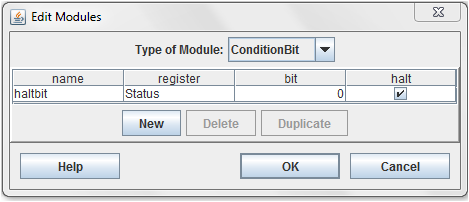 Edit Modules
Type of Module: ConditionBit
name register bit halt
haltbit Status 0
New Delete Duplicate
Help OK Cancel